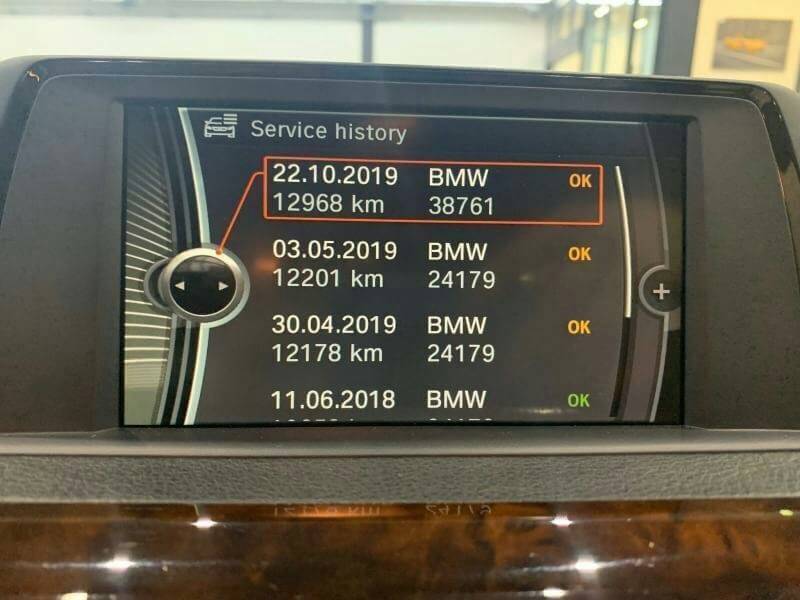 Service history
22.10.2019 BMW OK
12968 km 38761
03.05.2019 BMW OK
12201 km 24179
30.04.2019 BMW OK
12178 km 24179
11.06.2018 BMW OK